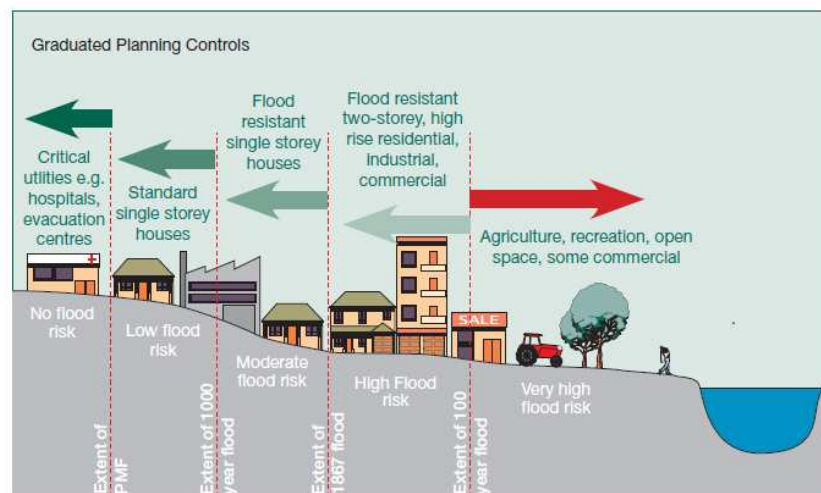 Graduated Planning Controls
Critical
utlities e.g.
hospitals,
evacuation
centres
Standard
single storey
houses
Flood
resistant
single storey
houses
Flood resistant
two-storey, high
rise residential,
industrial,
commercial
Agriculture, recreation, open
space, some commercial
SALE
No flood
risk
Low flood
risk
Moderate
flood risk
High Flood
risk
Very high
flood risk
Extent of
PMF
Extent of 1000
year flood
Extent of
1867 flood
Extent of 100
year flood